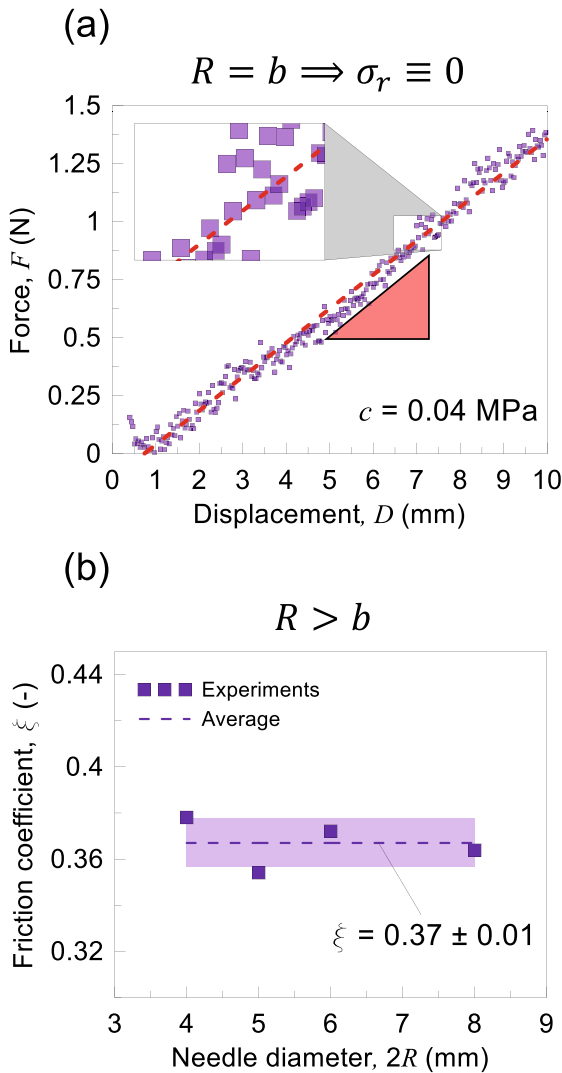 (a)
R = b ⟹ σr ≡ 0
1.5
1.25
1
0.75
0.5
0.25
0
Force, F (N)
c = 0.04 MPa
0 1 2 3 4 5 6 7 8 9 10
Displacement, D (mm)
(b)
R > b
0.44
0.4
0.36
0.32
Friction coefficient, ξ (-)
Experiments
Average
ξ = 0.37 ± 0.01
3 4 5 6 7 8 9
Needle diameter, 2R (mm)